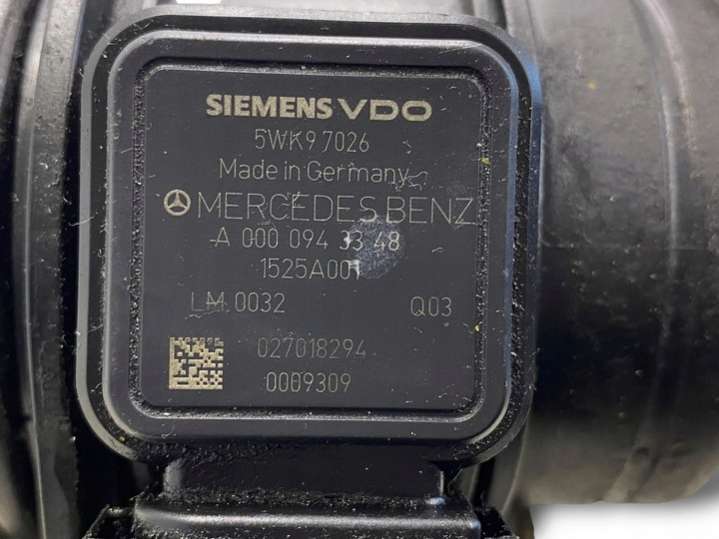 SIEMENS VDO
5WK9 7026
Made in Germany
MERCEDES BENZ
A 000 094 33 48
1525A001
LM 0032 Q03
027018294
0009309